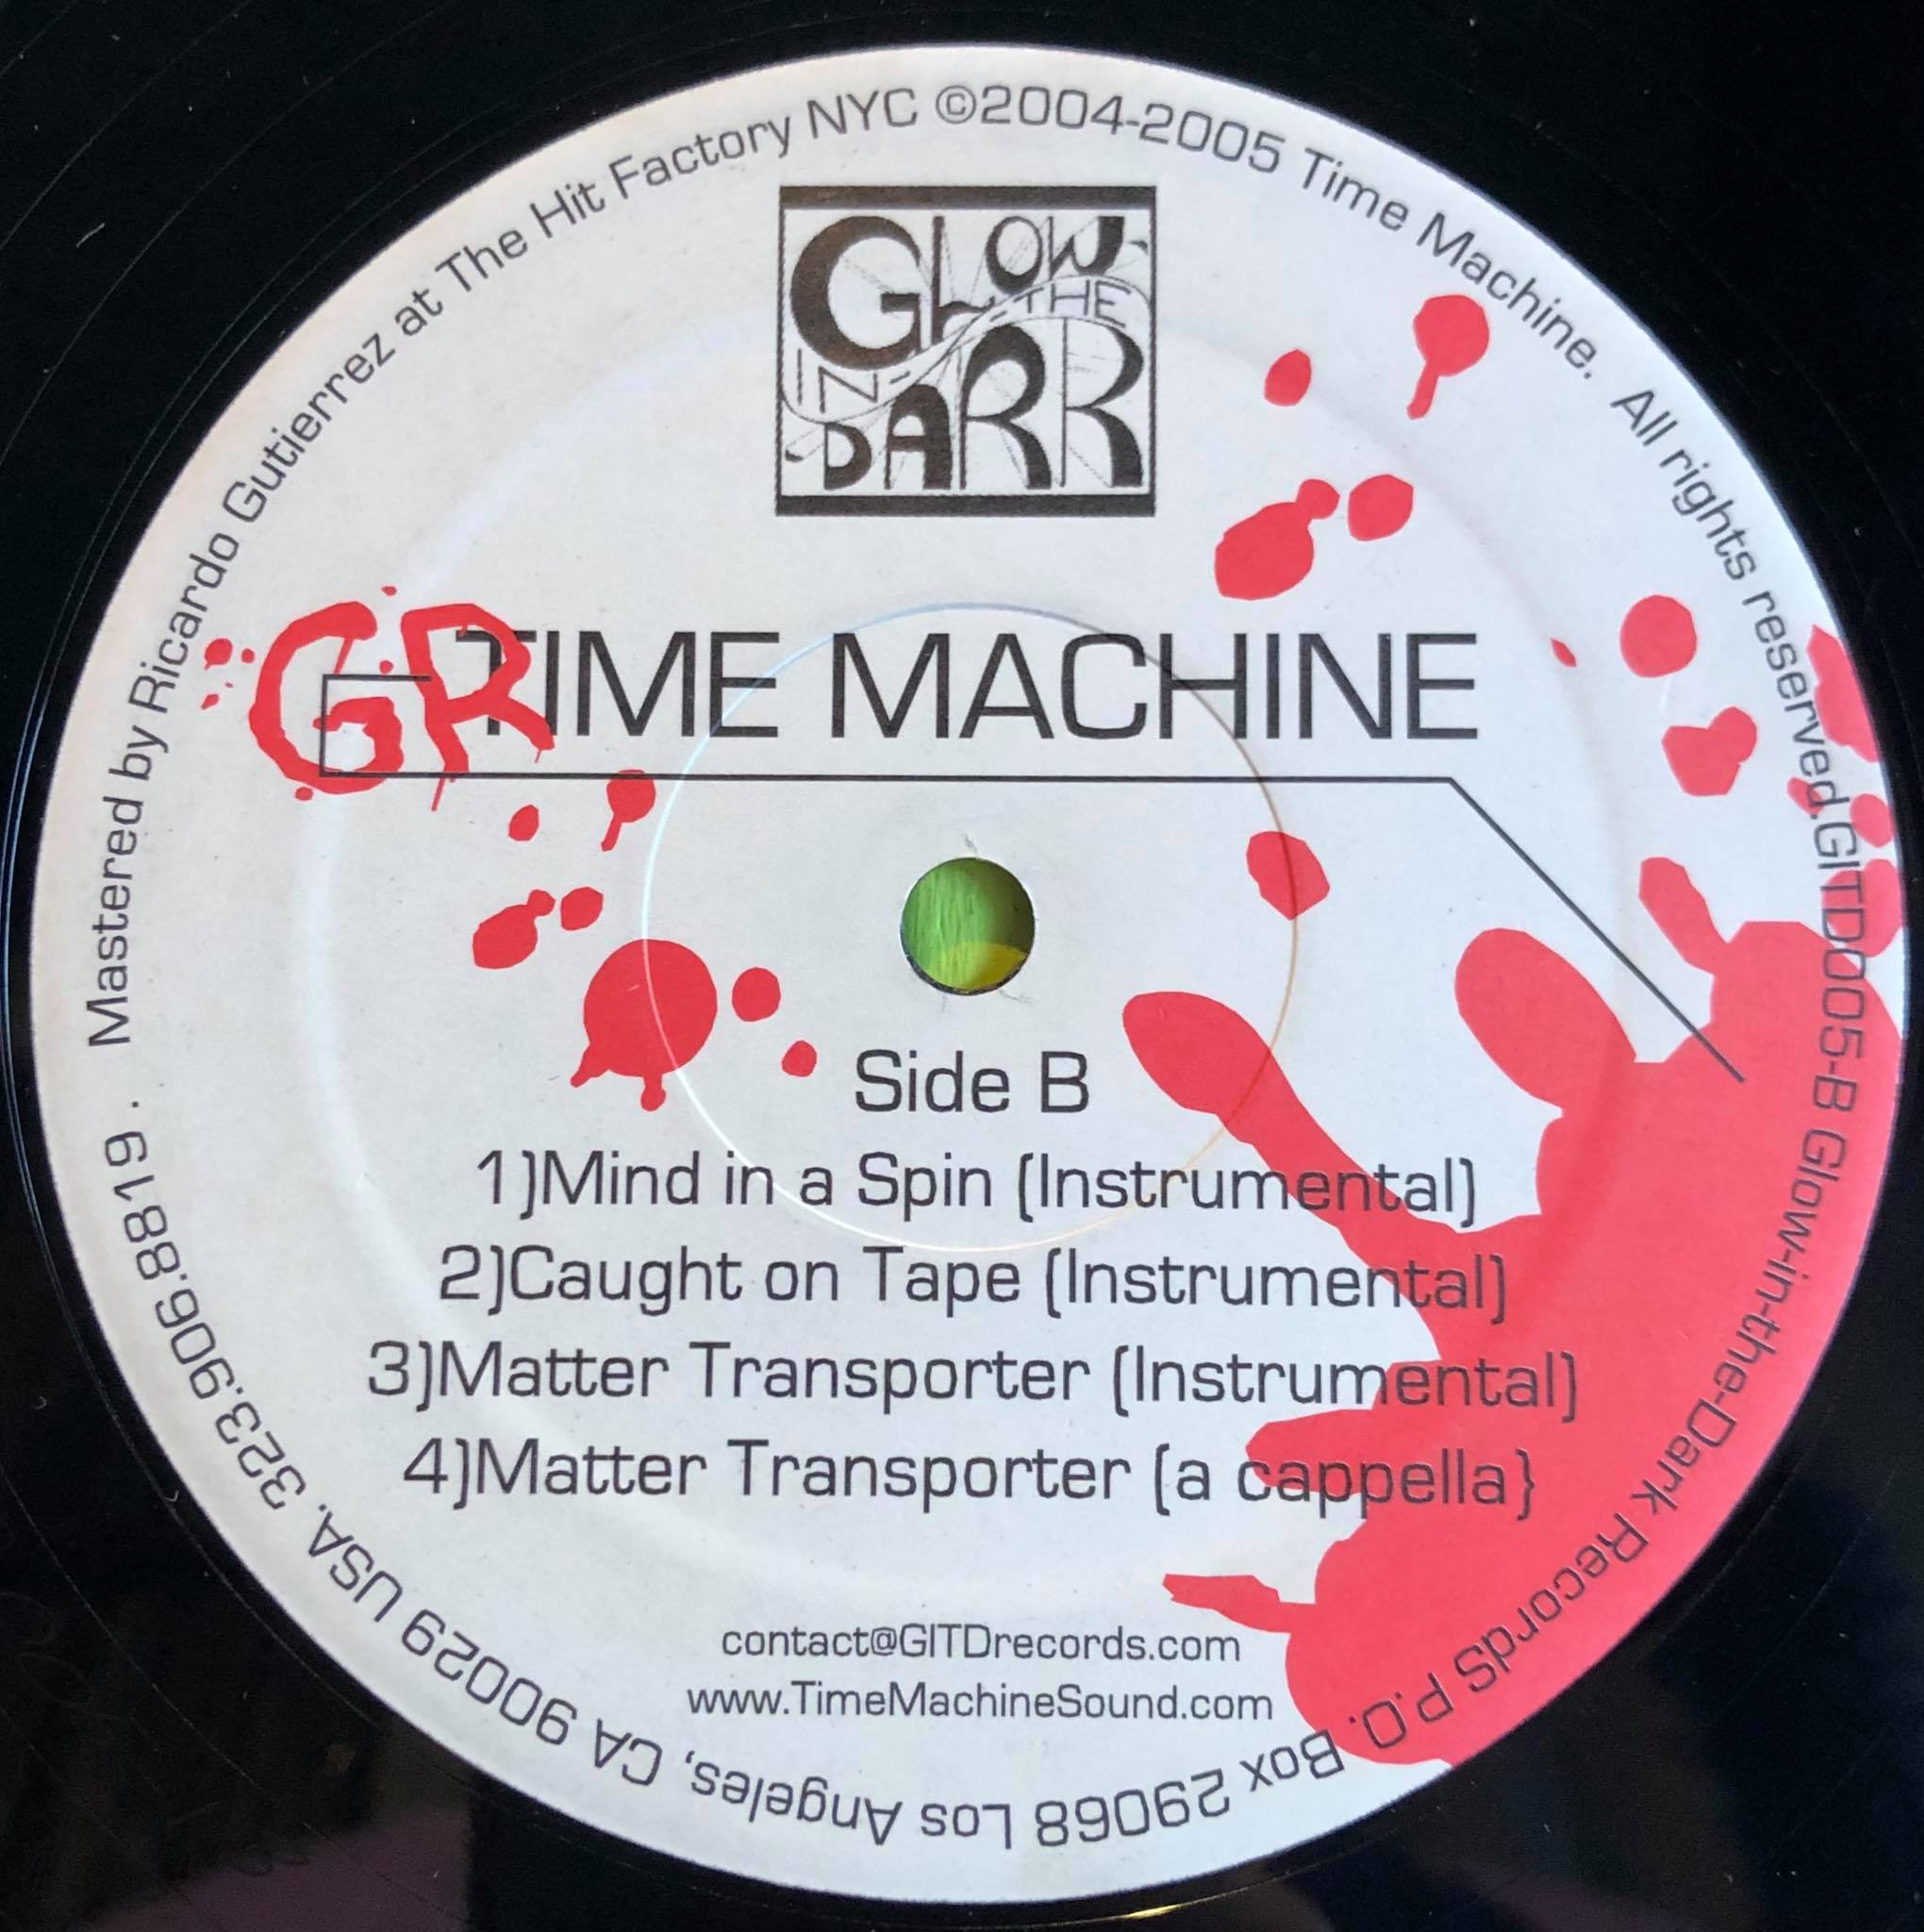 Mastered by Ricardo Gutierrez at The Hit Factory NYC ©2004-2005 Time Machine. All rights reserved.GITD005-B Glow-in-the-Dark RecordS P.O. Box 29068 Los Angeles, CA 90029 USA. 323.906.8819 .
GLOW-
IN-THE
DARK
GR
TIME MACHINE
Side B
1)Mind in a Spin (Instrumental)
2)Caught on Tape (Instrumental)
3)Matter Transporter (Instrumental)
4)Matter Transporter (a cappella}
contact@GITDrecords.com
www.TimeMachineSound.com